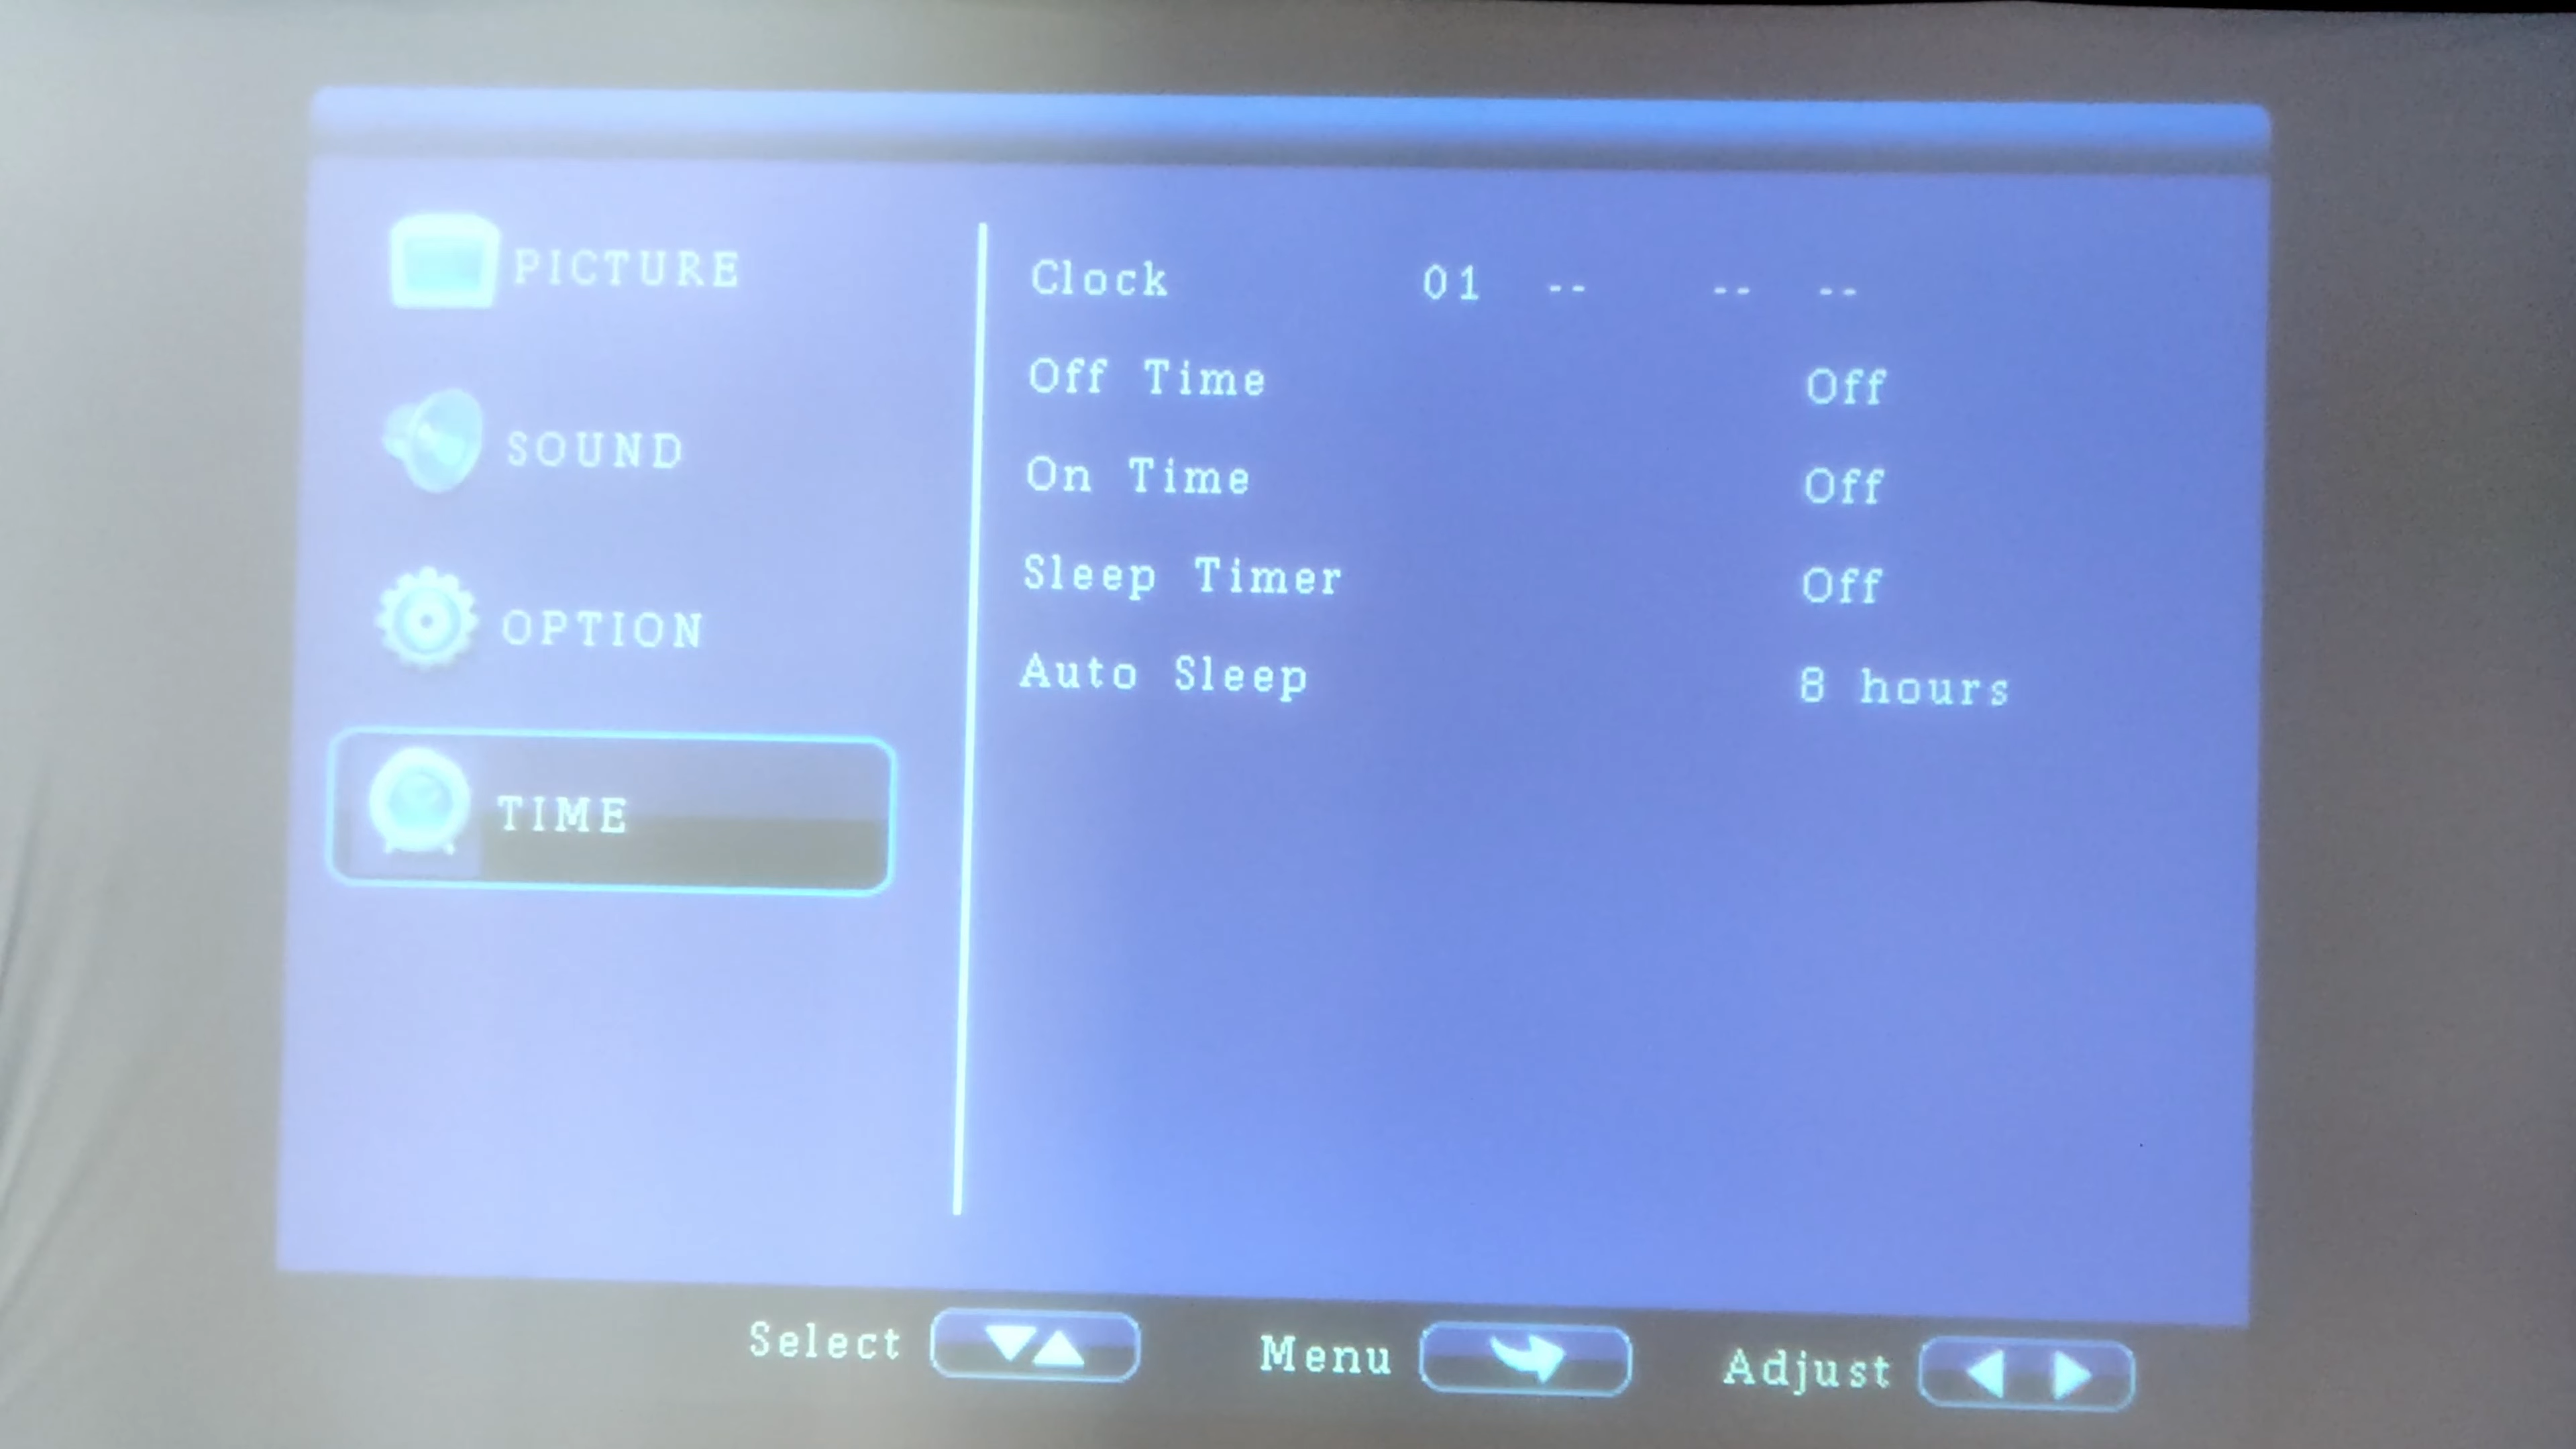 PICTURE
SOUND
OPTION
TIME
Clock 01 -- -- --
Off Time Off
On Time Off
Sleep Timer Off
Auto Sleep 8 hours
Select Menu Adjust